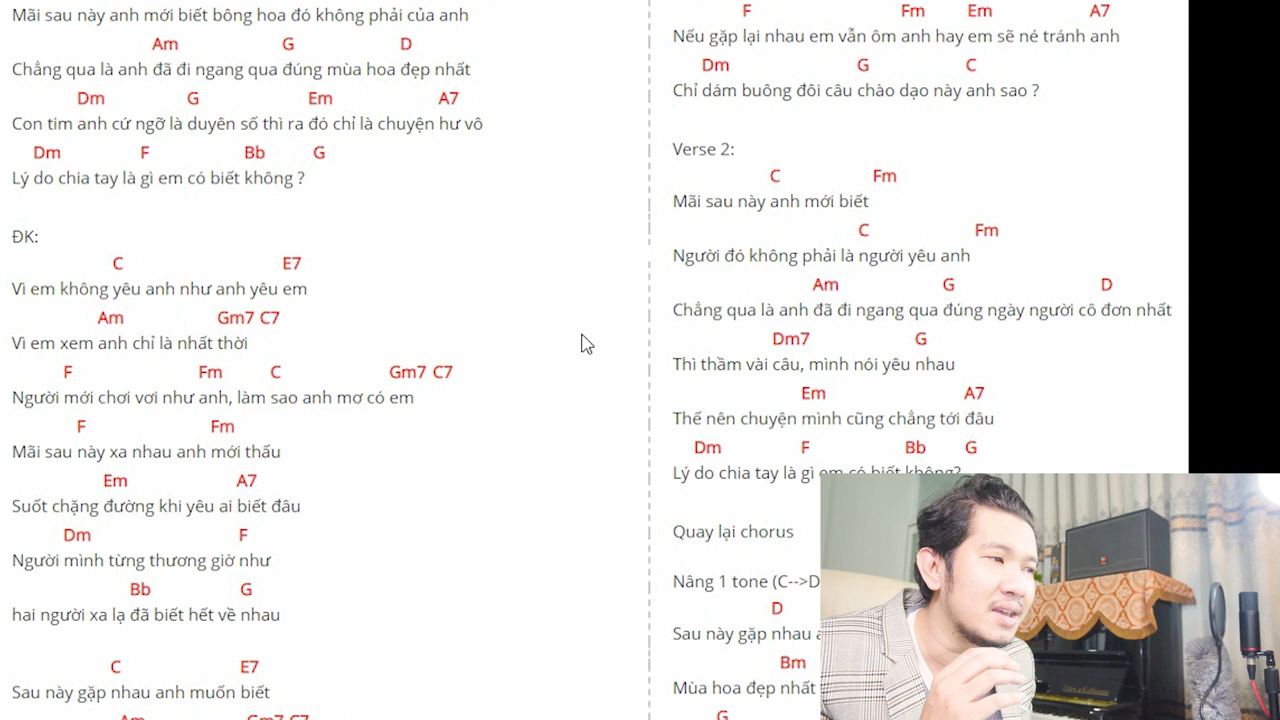 Mãi sau này anh mới biết bông hoa đó không phải của anh
Am G D
Chẳng qua là anh đã đi ngang qua đúng mùa hoa đẹp nhất
Dm G Em A7
Con tim anh cứ ngỡ là duyên số thì ra đó chỉ là chuyện hư vô
Dm F Bb G
Lý do chia tay là gì em có biết không ?
ĐK:
C E7
Vì em không yêu anh như anh yêu em
Am Gm7 C7
Vì em xem anh chỉ là nhất thời
F Fm C Gm7 C7
Người mới chơi vơi như anh, làm sao anh mơ có em
F Fm
Mãi sau này xa nhau anh mới thấu
Em A7
Suốt chặng đường khi yêu ai biết đâu
Dm F
Người mình từng thương giờ như
Bb G
hai người xa lạ đã biết hết về nhau
C E7
Sau này gặp nhau anh muốn biết
Am Gm7 C7
F Fm Em A7
Nếu gặp lại nhau em vẫn ôm anh hay em sẽ né tránh anh
Dm G C
Chỉ dám buông đôi câu chào dạo này anh sao ?
Verse 2:
C Fm
Mãi sau này anh mới biết
C Fm
Người đó không phải là người yêu anh
Am G D
Chẳng qua là anh đã đi ngang qua đúng ngày người cô đơn nhất
Dm7 G
Thì thầm vài câu, mình nói yêu nhau
Em A7
Thế nên chuyện mình cũng chẳng tới đâu
Dm F Bb G
Lý do chia tay là gì em có biết không?
Quay lại chorus
Nâng 1 tone (C-->D
D
Sau này gặp nhau
Bm
Mùa hoa đẹp nhất
G